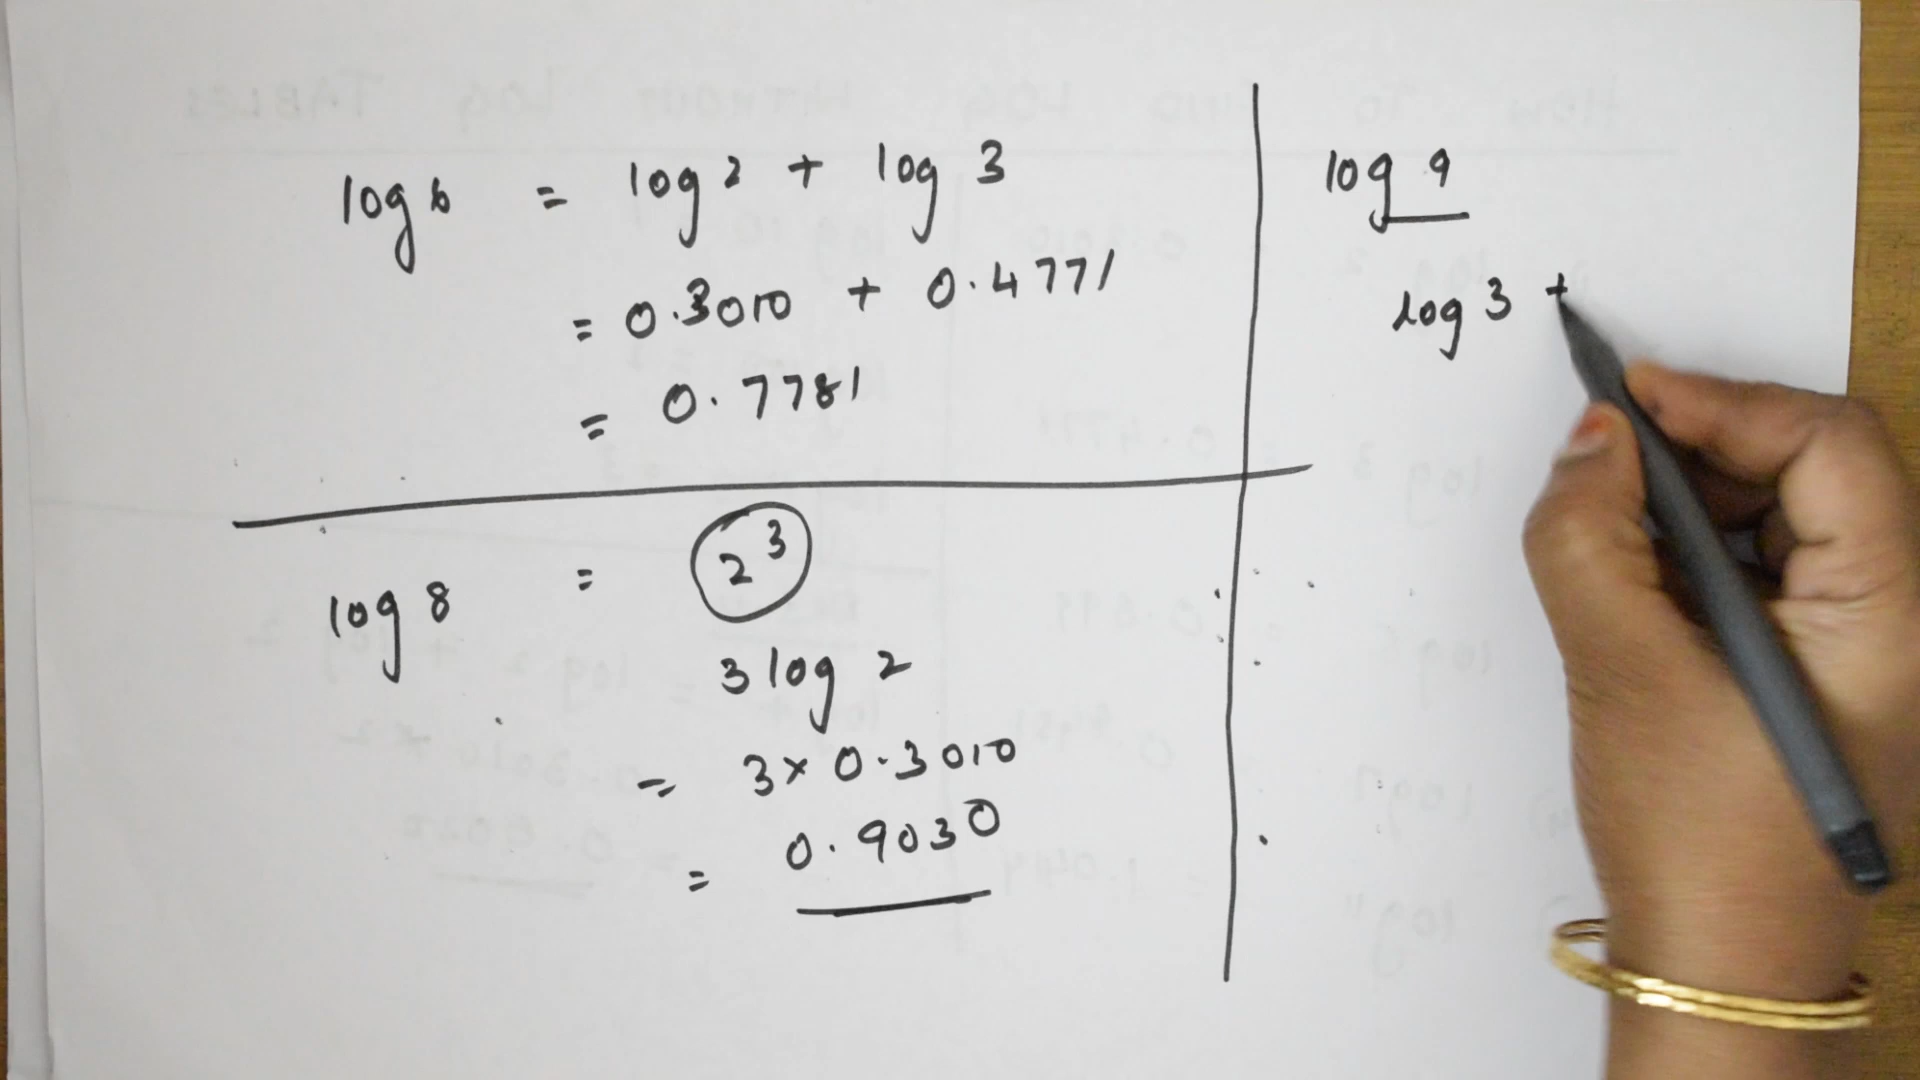 log 6 = log 2 + log 3
= 0.3010 + 0.4771
= 0.7781
log 8 = 2³
3 log 2
= 3 × 0.3010
= 0.9030
log 9
log 3 +